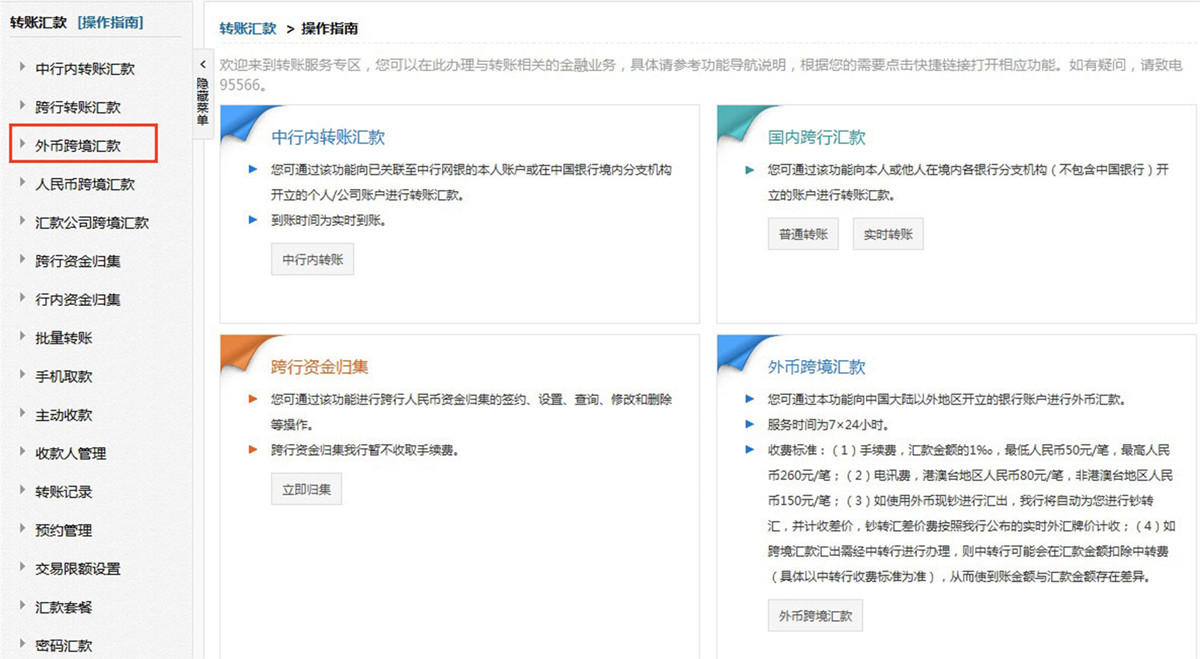 转账汇款 [操作指南]
中行内转账汇款
跨行转账汇款
外币跨境汇款
人民币跨境汇款
汇款公司跨境汇款
跨行资金归集
行内资金归集
批量转账
手机取款
主动收款
收款人管理
转账记录
预约管理
交易限额设置
汇款套餐
密码汇款
<
隐藏菜单
转账汇款 > 操作指南
欢迎来到转账服务专区，您可以在此办理与转账相关的金融业务，具体请参考功能导航说明，根据您的需要点击快捷链接打开相应功能。如有疑问，请致电
95566。
中行内转账汇款
您可通过该功能向已关联至中行网银的本人账户或在中国银行境内分支机构
开立的个人/公司账户进行转账汇款。
到账时间为实时到账。
中行内转账
国内跨行汇款
您可通过该功能向本人或他人在境内各银行分支机构（不包含中国银行）开
立的账户进行转账汇款。
普通转账 实时转账
跨行资金归集
您可通过该功能进行跨行人民币资金归集的签约、设置、查询、修改和删除
等操作。
跨行资金归集我行暂不收取手续费。
立即归集
外币跨境汇款
您可通过本功能向中国大陆以外地区开立的银行账户进行外币汇款。
服务时间为7×24小时。
收费标准：（1）手续费，汇款金额的1‰，最低人民币50元/笔，最高人民
币260元/笔；（2）电讯费，港澳台地区人民币80元/笔，非港澳台地区人民
币150元/笔；（3）如使用外币现钞进行汇出，我行将自动为您进行钞转
汇，并计收差价，钞转汇差价费按照我行公布的实时外汇牌价计收；（4）如
跨境汇款汇出需经中转行进行办理，则中转行可能会在汇款金额扣除中转费
（具体以中转行收费标准为准），从而使到账金额与汇款金额存在差异。
外币跨境汇款